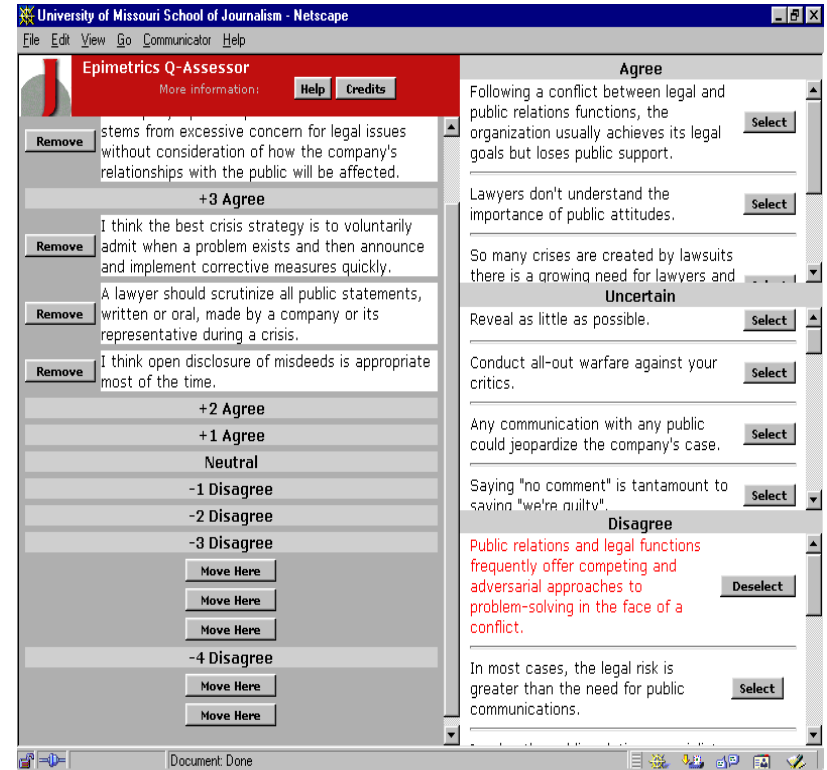 University of Missouri School of Journalism - Netscape
File Edit View Go Communicator Help
Epimetrics Q-Assessor
More information:
Help
Credits
stems from excessive concern for legal issues
Remove
without consideration of how the company's
relationships with the public will be affected.
+3 Agree
I think the best crisis strategy is to voluntarily
Remove
admit when a problem exists and then announce
and implement corrective measures quickly.
A lawyer should scrutinize all public statements,
Remove
written or oral, made by a company or its
representative during a crisis.
I think open disclosure of misdeeds is appropriate
Remove
most of the time.
+2 Agree
+1 Agree
Neutral
-1 Disagree
-2 Disagree
-3 Disagree
Move Here
Move Here
Move Here
-4 Disagree
Move Here
Move Here
Agree
Following a conflict between legal and
public relations functions, the
organization usually achieves its legal
goals but loses public support.
Select
Lawyers don't understand the
importance of public attitudes.
Select
So many crises are created by lawsuits
there is a growing need for lawyers and
Uncertain
Reveal as little as possible.
Select
Conduct all-out warfare against your
critics.
Select
Any communication with any public
could jeopardize the company's case.
Select
Saying "no comment" is tantamount to
saying "we're guilty".
Select
Disagree
Public relations and legal functions
frequently offer competing and
adversarial approaches to
problem-solving in the face of a
conflict.
Deselect
In most cases, the legal risk is
greater than the need for public
communications.
Select
Document: Done